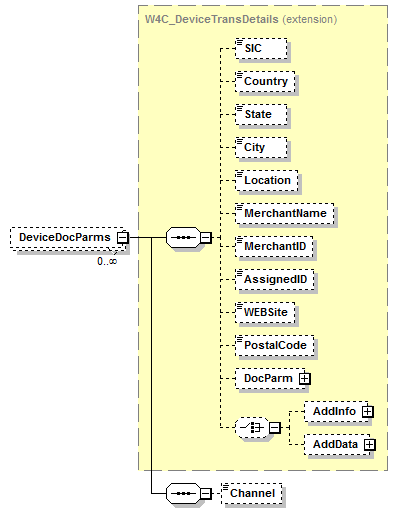 W4C_DeviceTransDetails (extension)
SIC
Country
State
City
Location
MerchantName
DeviceDocParms
0..∞
MerchantID
AssignedID
WEBSite
PostalCode
DocParm
AddInfo
AddData
Channel